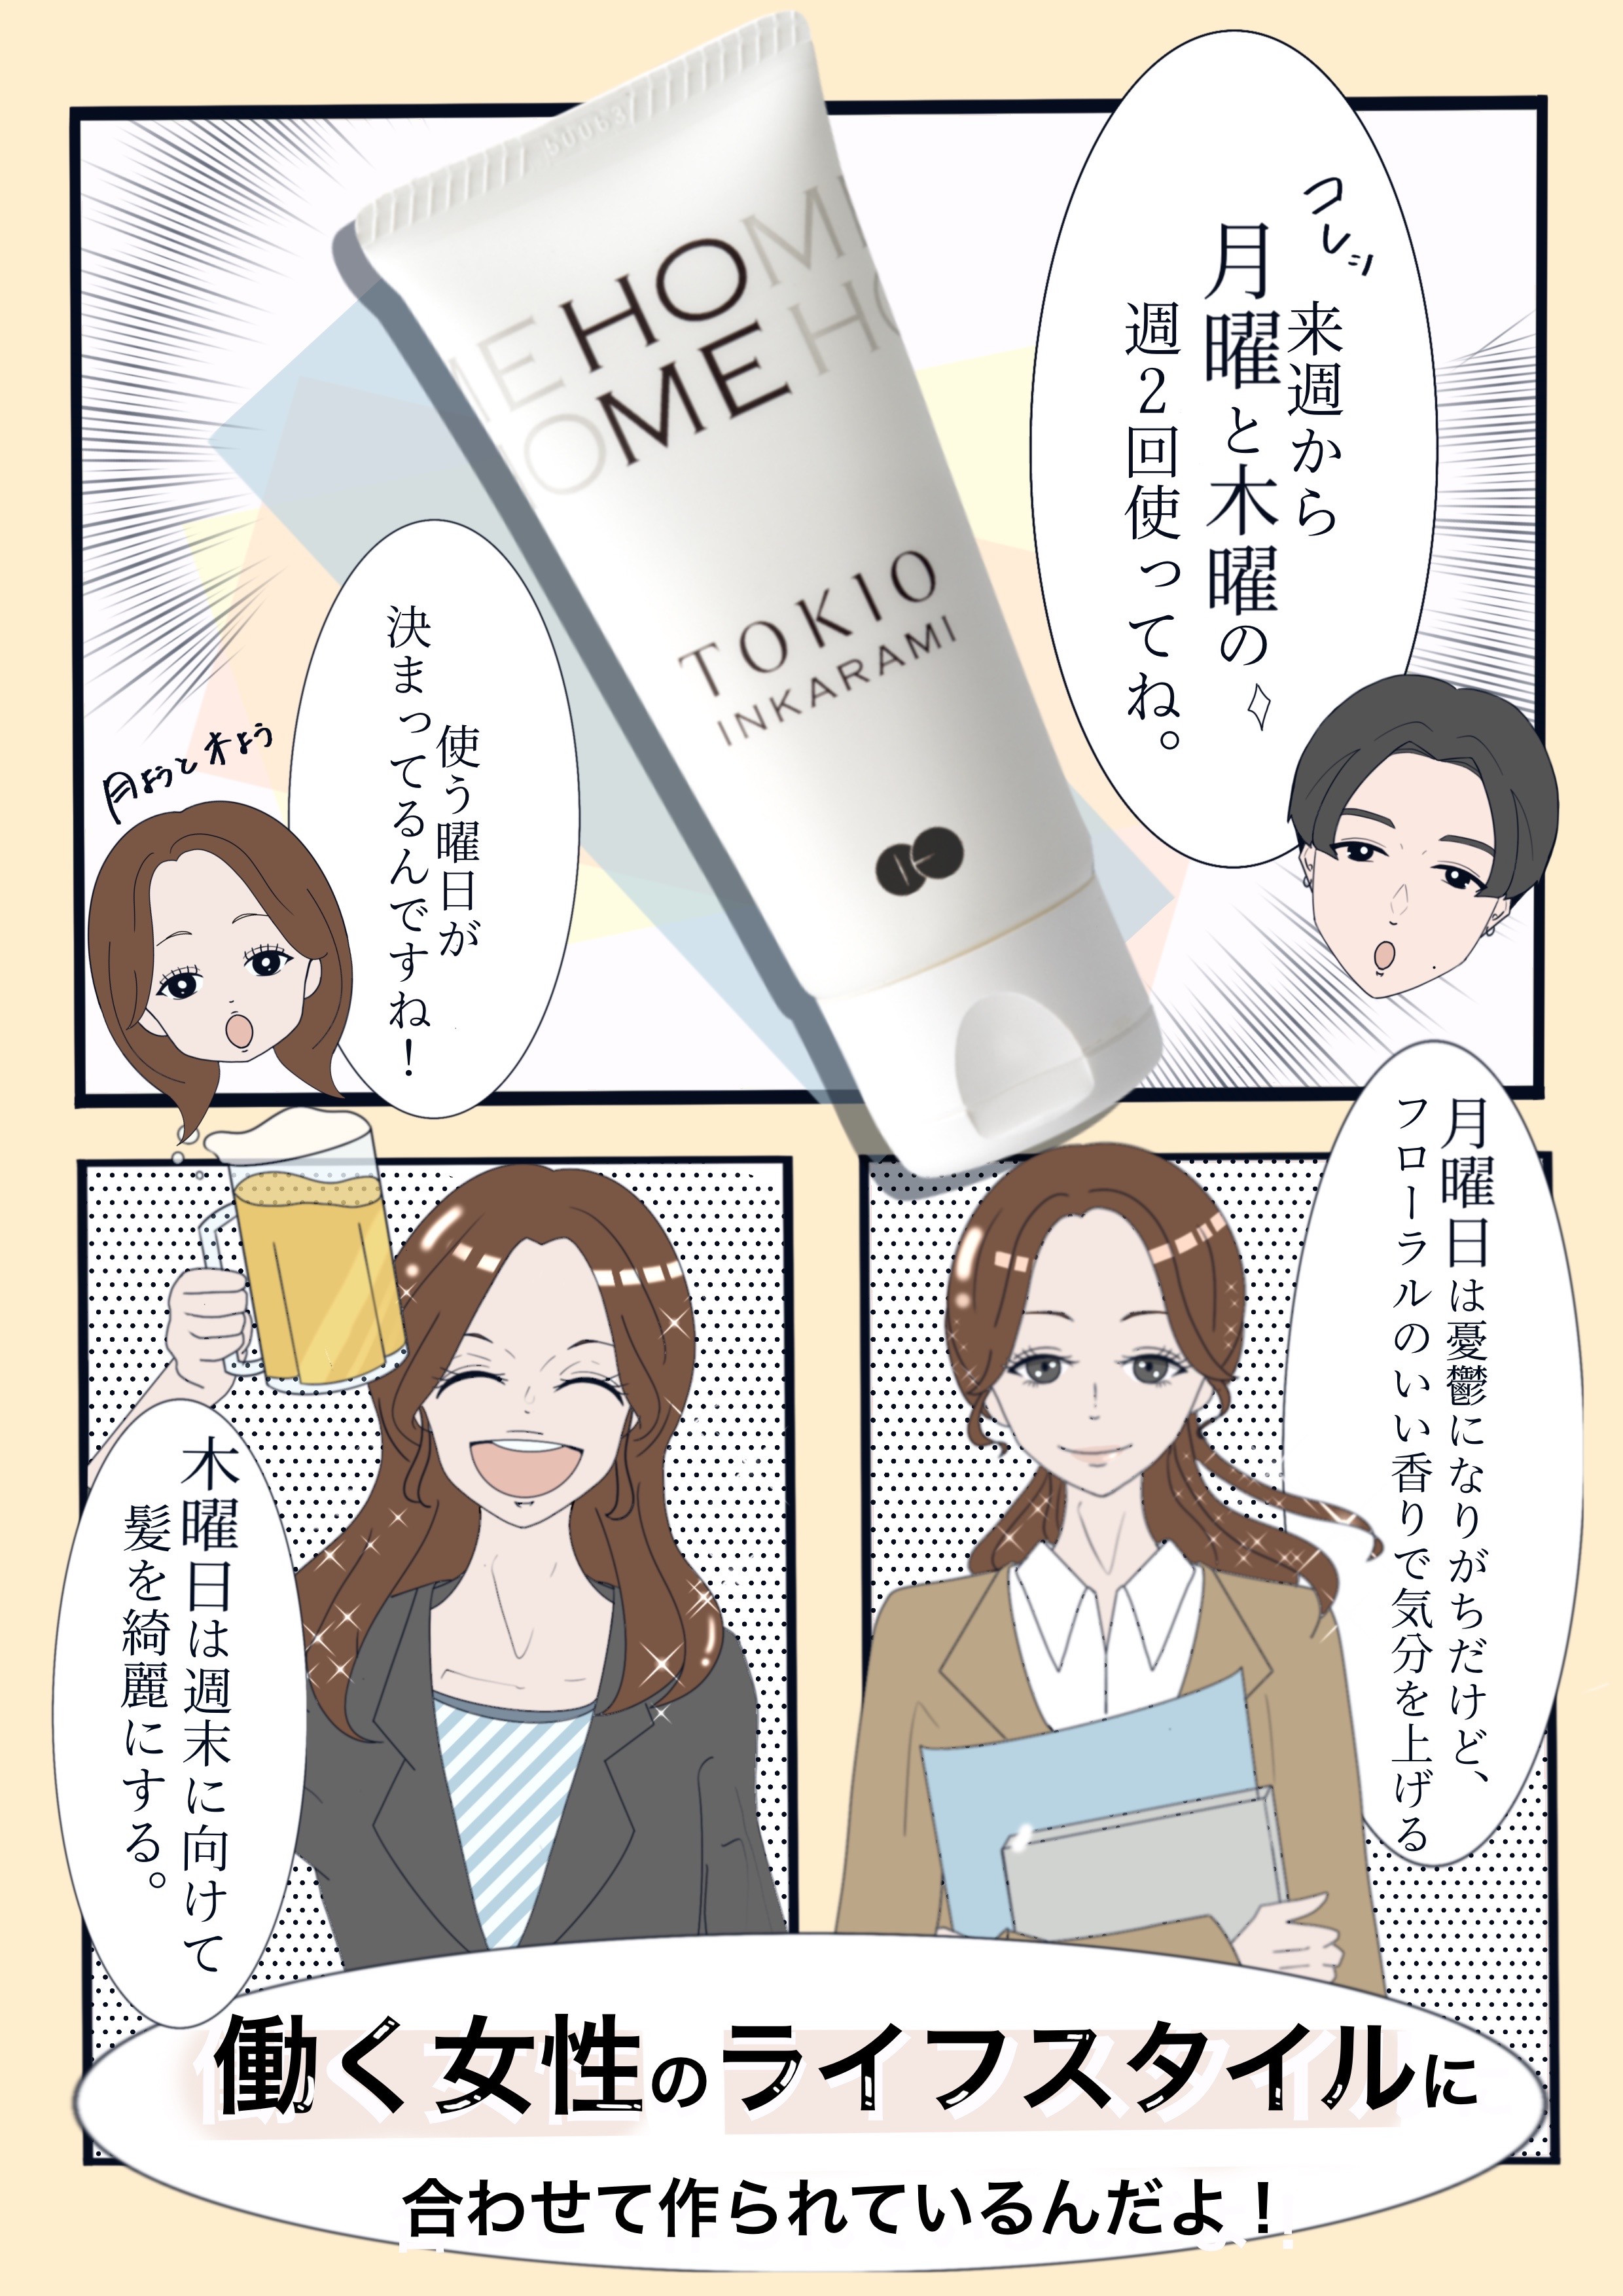 コレ!!
来週から
月曜と木曜の
週2回使ってね。
HOME
HOME HO
TOKIO
INKARAMI
使う曜日が
決まってるんですね!
月ようと木よう
月曜日は憂鬱になりがちだけど、
フローラルのいい香りで気分を上げる
木曜日は週末に向けて
髪を綺麗にする。
働く女性のライフスタイルに
合わせて作られているんだよ!